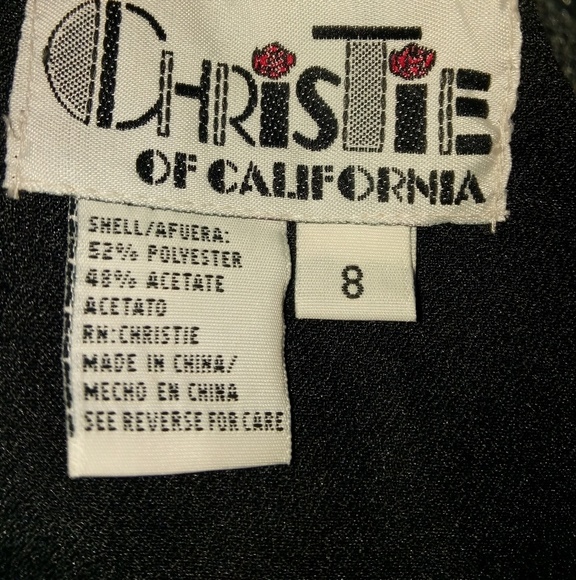 CHRISTIE
OF CALIFORNIA
SHELL/AFUERA:
52% POLYESTER
48% ACETATE
ACETATO
RN:CHRISTIE
MADE IN CHINA/
MECHO EN CHINA
SEE REVERSE FOR CARE
8